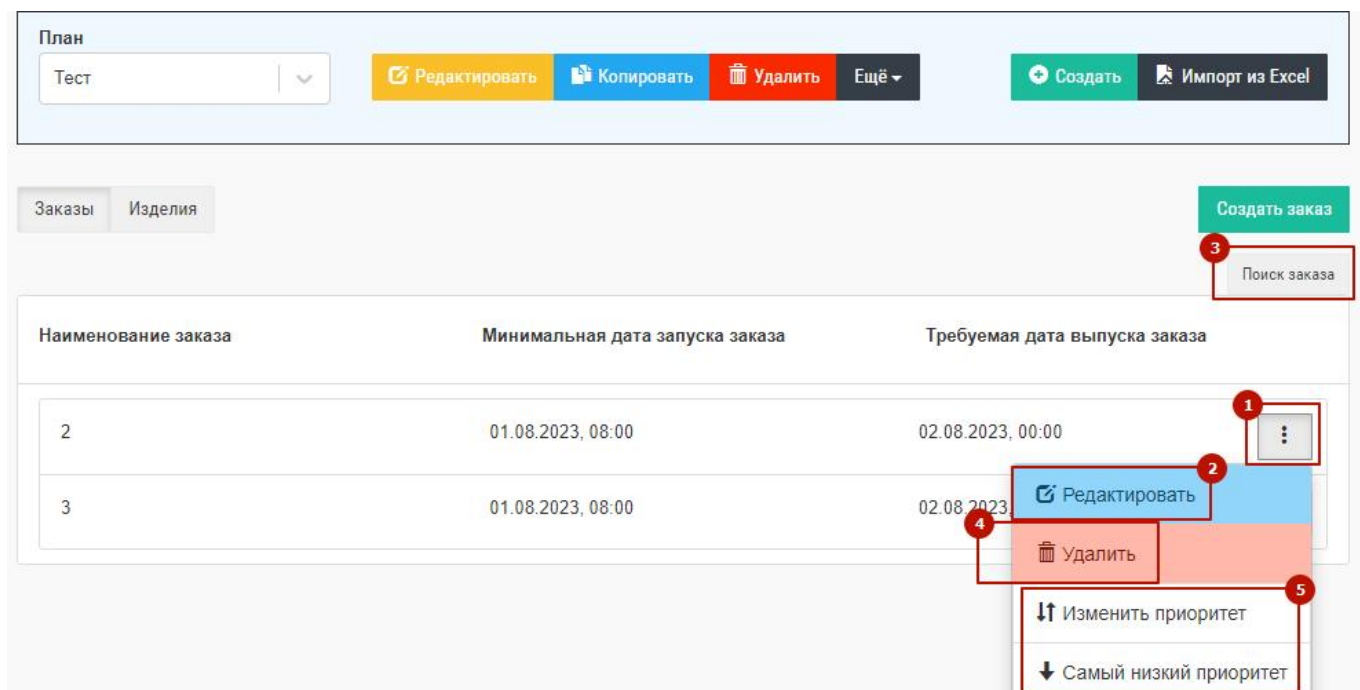 План
Тест
Редактировать Копировать Удалить Ещё Создать Импорт из Excel
Заказы Изделия Создать заказ
3
Поиск заказа
Наименование заказа Минимальная дата запуска заказа Требуемая дата выпуска заказа
1
2 01.08.2023, 08:00 02.08.2023, 00:00
2
Редактировать
3 01.08.2023, 08:00 02.08.2023,
4
Удалить
5
Изменить приоритет
Самый низкий приоритет